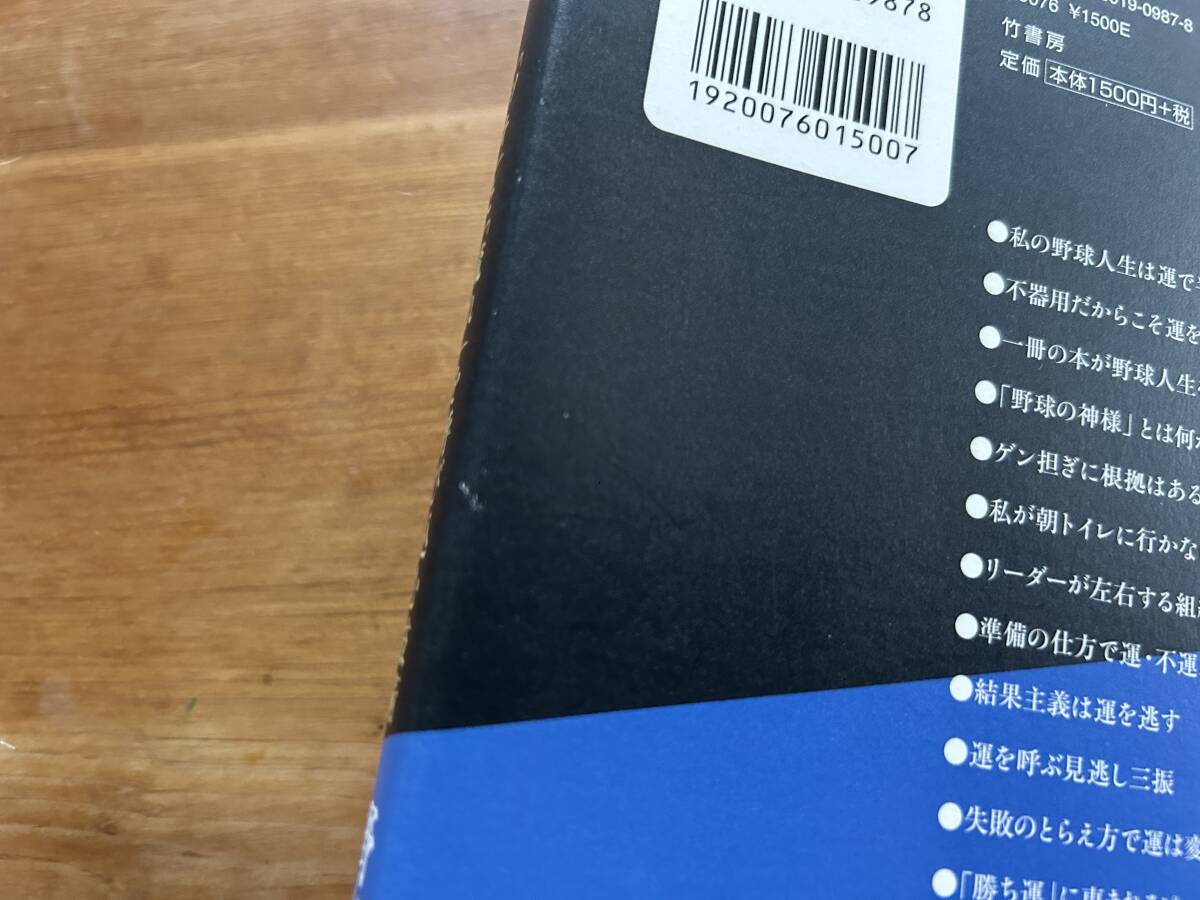 9878
1920076015007
019-0987-8
076 ¥1500E
竹書房
定価 本体1500円+税
●私の野球人生は運で
●不器用だからこそ運を
●一冊の本が野球人生
●「野球の神様」とは何
●ゲン担ぎに根拠はある
●私が朝トイレに行かな
●リーダーが左右する組
●準備の仕方で運・不運
●結果主義は運を逃す
●運を呼ぶ見逃し三振
●失敗のとらえ方で運は変
●「勝ち運」に恵まれる